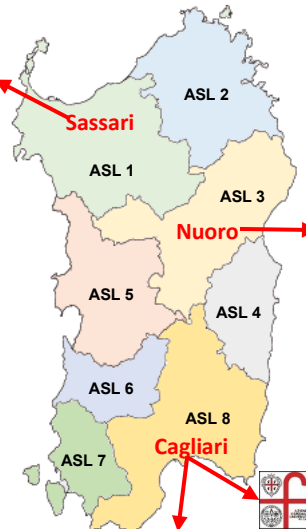 ASL 2
Sassari
ASL 1
ASL 3
Nuoro
ASL 5
ASL 4
ASL 6
ASL 8
Cagliari
ASL 7